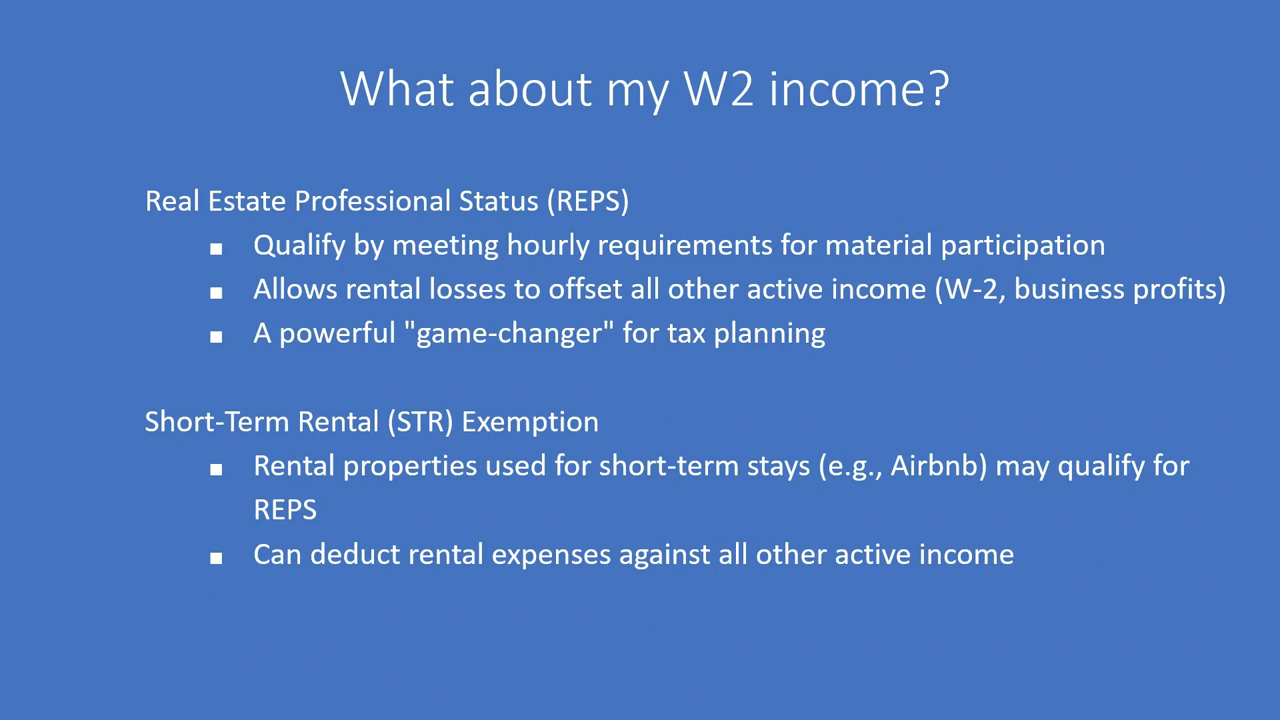 What about my W2 income?
Real Estate Professional Status (REPS)
▪ Qualify by meeting hourly requirements for material participation
▪ Allows rental losses to offset all other active income (W-2, business profits)
▪ A powerful "game-changer" for tax planning
Short-Term Rental (STR) Exemption
▪ Rental properties used for short-term stays (e.g., Airbnb) may qualify for
REPS
▪ Can deduct rental expenses against all other active income